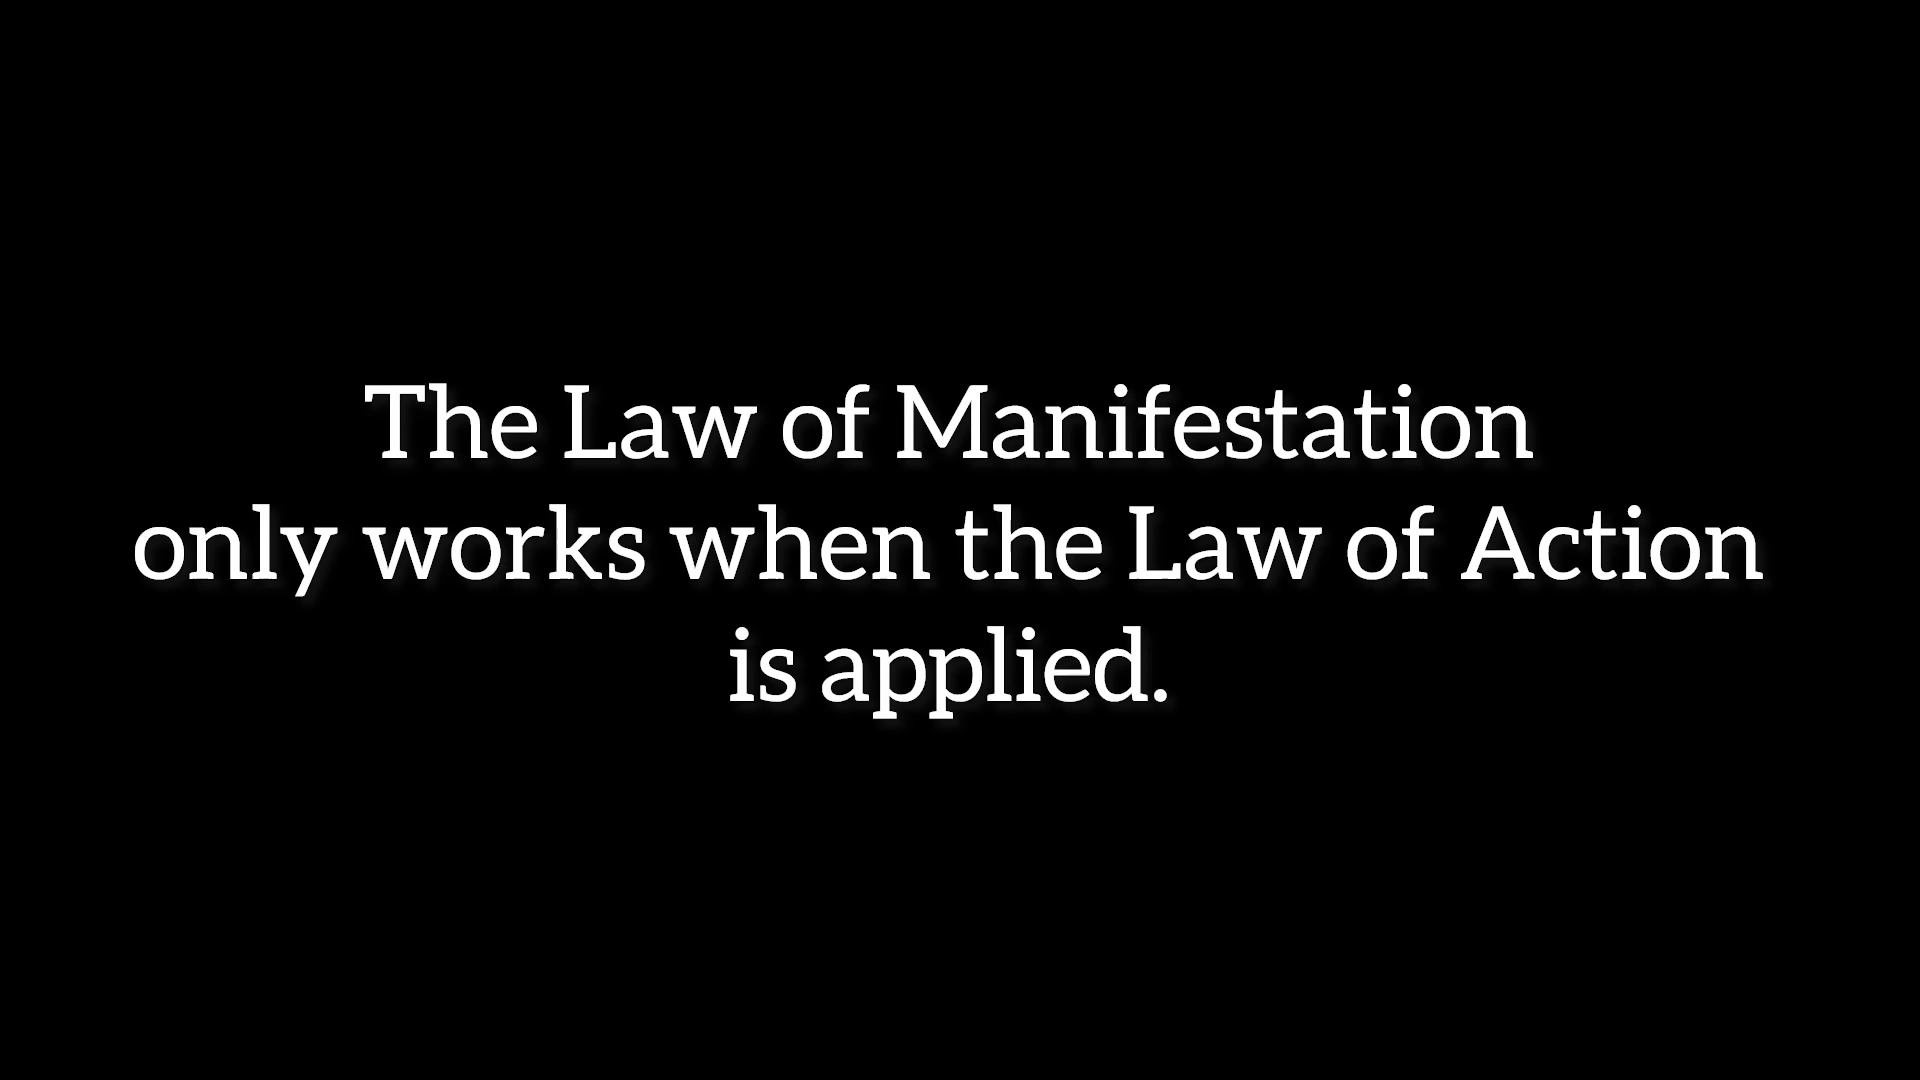 The Law of Manifestation
only works when the Law of Action
is applied.